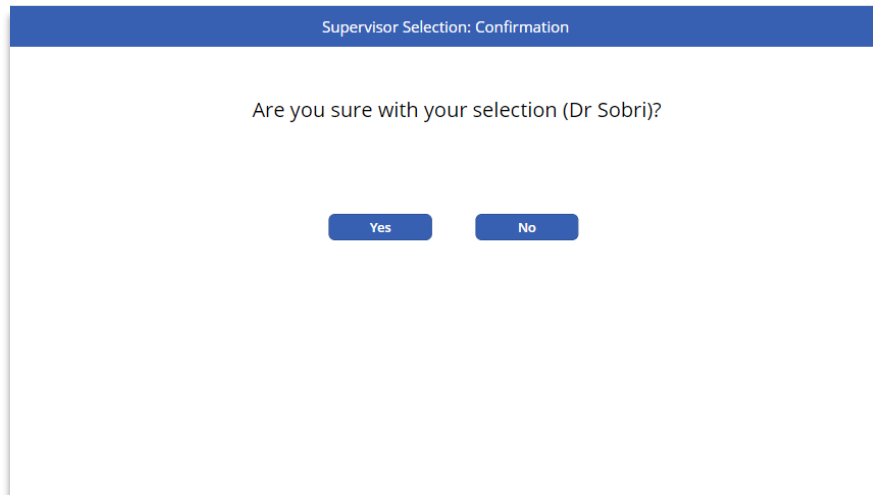 Supervisor Selection: Confirmation
Are you sure with your selection (Dr Sobri)?
Yes
No